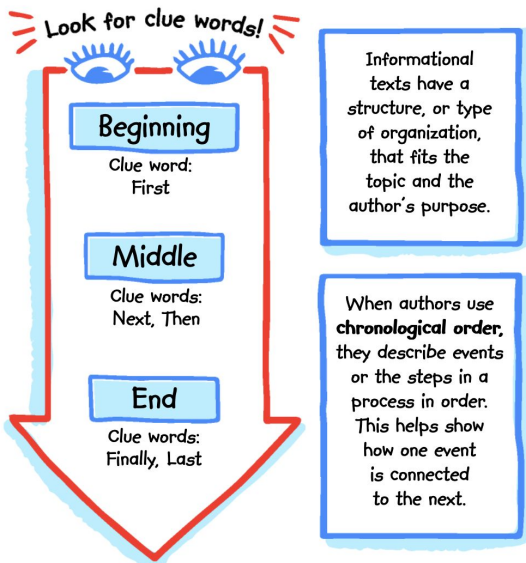 Look for clue words!
Beginning
Clue word:
First
Middle
Clue words:
Next, Then
End
Clue words:
Finally, Last
Informational
texts have a
structure, or type
of organization,
that fits the
topic and the
author's purpose.
When authors use
chronological order,
they describe events
or the steps in a
process in order.
This helps show
how one event
is connected
to the next.